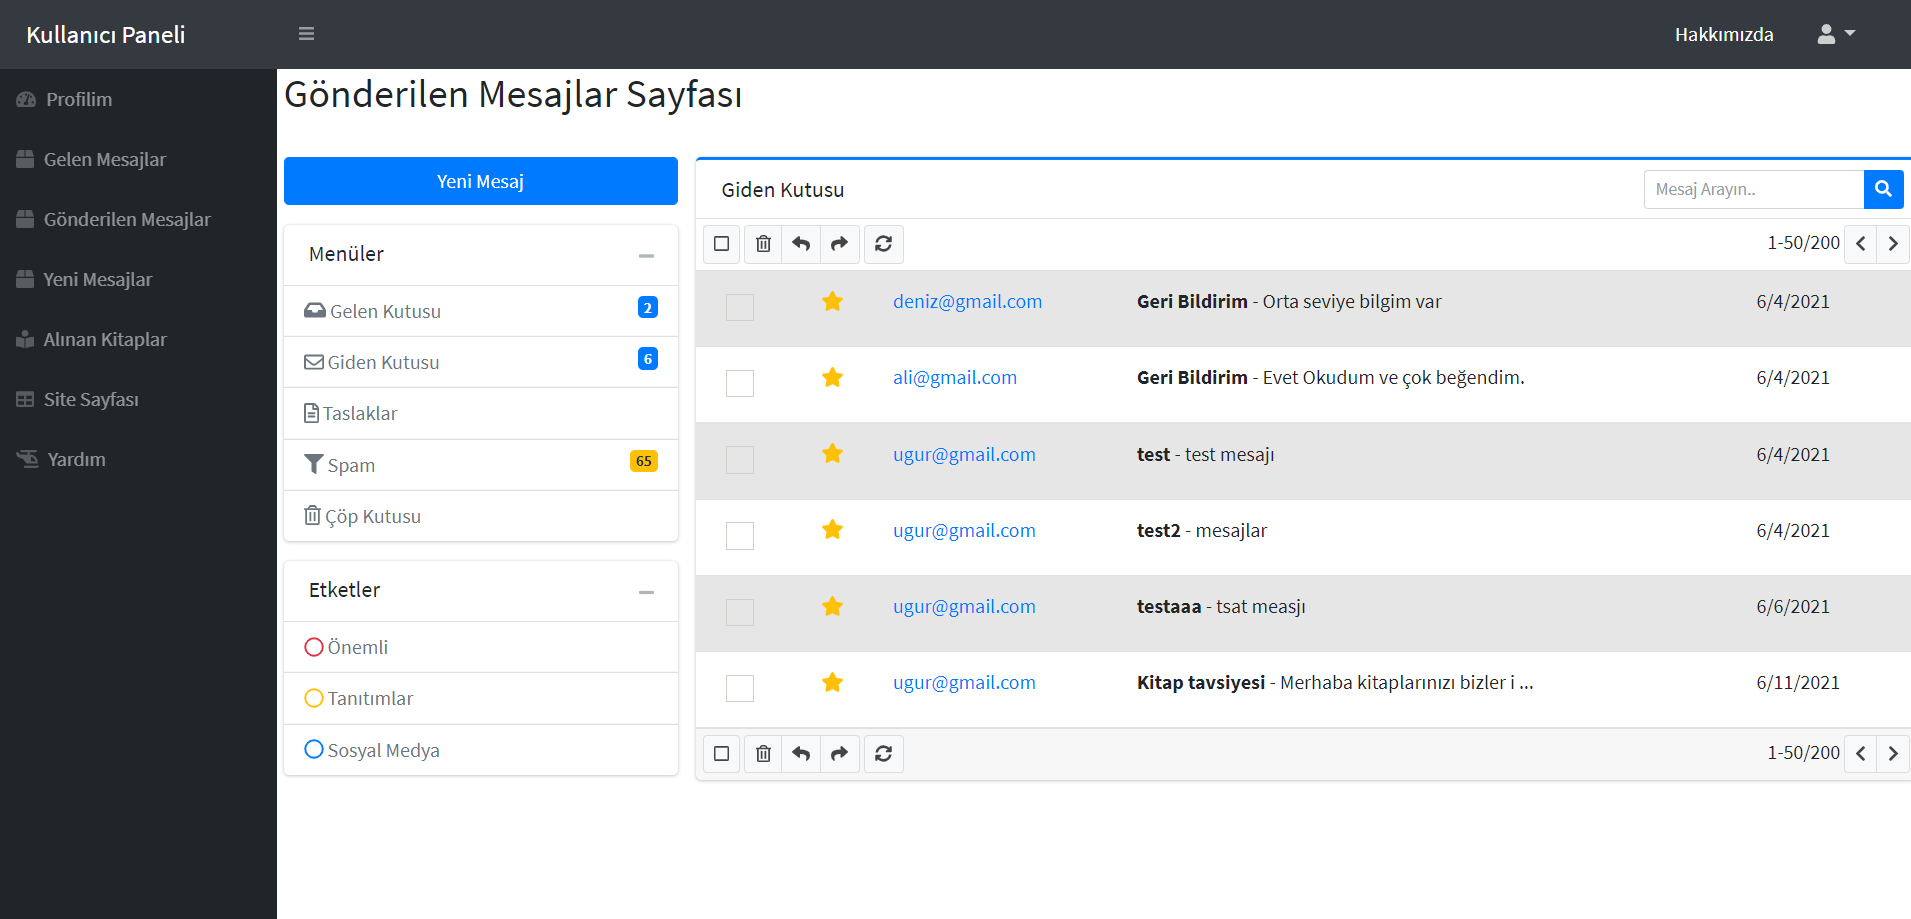 Kullanıcı Paneli
Hakkımızda
Profilim
Gelen Mesajlar
Gönderilen Mesajlar
Yeni Mesajlar
Alınan Kitaplar
Site Sayfası
Yardım
Gönderilen Mesajlar Sayfası
Yeni Mesaj
Menüler
Gelen Kutusu 2
Giden Kutusu 6
Taslaklar
Spam 65
Çöp Kutusu
Etketler
Önemli
Tanıtımlar
Sosyal Medya
Giden Kutusu
Mesaj Arayın..
1-50/200
deniz@gmail.com Geri Bildirim - Orta seviye bilgim var 6/4/2021
ali@gmail.com Geri Bildirim - Evet Okudum ve çok beğendim. 6/4/2021
ugur@gmail.com test - test mesajı 6/4/2021
ugur@gmail.com test2 - mesajlar 6/4/2021
ugur@gmail.com testaaa - tsat measjı 6/6/2021
ugur@gmail.com Kitap tavsiyesi - Merhaba kitaplarınızı bizler i ... 6/11/2021
1-50/200